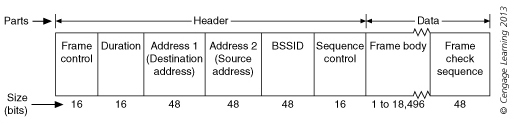 Parts
Header
Data
Frame
control
Duration
Address 1
(Destination
address)
Address 2
(Source
address)
BSSID
Sequence
control
Frame body
Frame
check
sequence
Size
(bits)
16
16
48
48
48
16
1 to 18,496
48
© Cengage Learning 2013